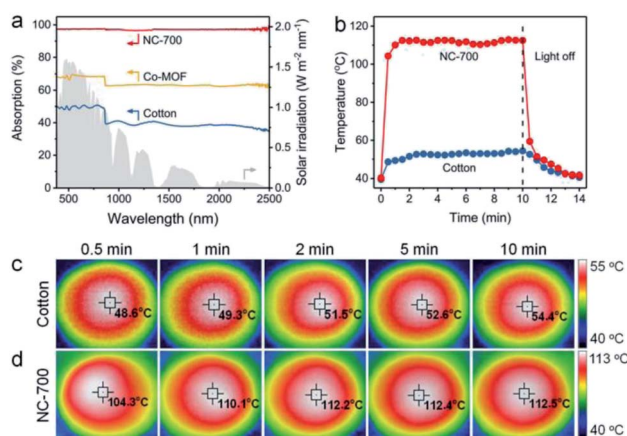 a
b
100
80
60
40
20
0
Absorption (%)
NC-700
Co-MOF
Cotton
2.0
1.5
1.0
0.5
0.0
Solar irradiation (W m⁻² nm⁻¹)
500 1000 1500 2000 2500
Wavelength (nm)
120
100
80
60
40
Temperature (°C)
NC-700
Light off
Cotton
0 2 4 6 8 10 12 14
Time (min)
0.5 min 1 min 2 min 5 min 10 min
c
Cotton
48.6°C 49.3°C 51.5°C 52.6°C 54.4°C
55 °C
40 °C
d
NC-700
104.3°C 110.1°C 112.2°C 112.4°C 112.5°C
113 °C
40 °C